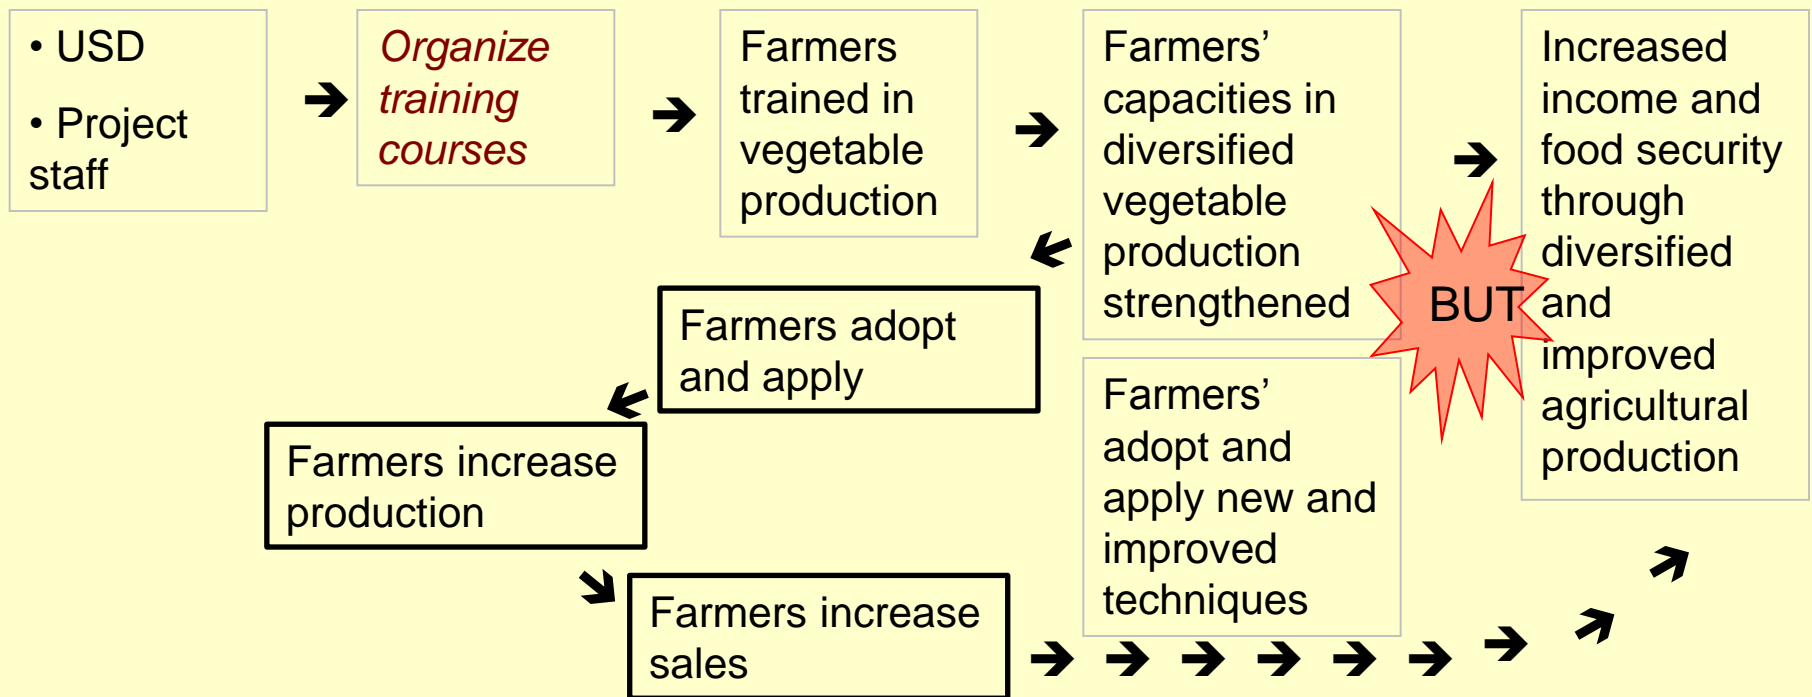 • USD
• Project
staff
Organize
training
courses
Farmers
trained in
vegetable
production
Farmers’
capacities in
diversified
vegetable
production
strengthened
Increased
income and
food security
through
diversified
and
improved
agricultural
production
BUT
Farmers adopt
and apply
Farmers’
adopt and
apply new and
improved
techniques
Farmers increase
production
Farmers increase
sales